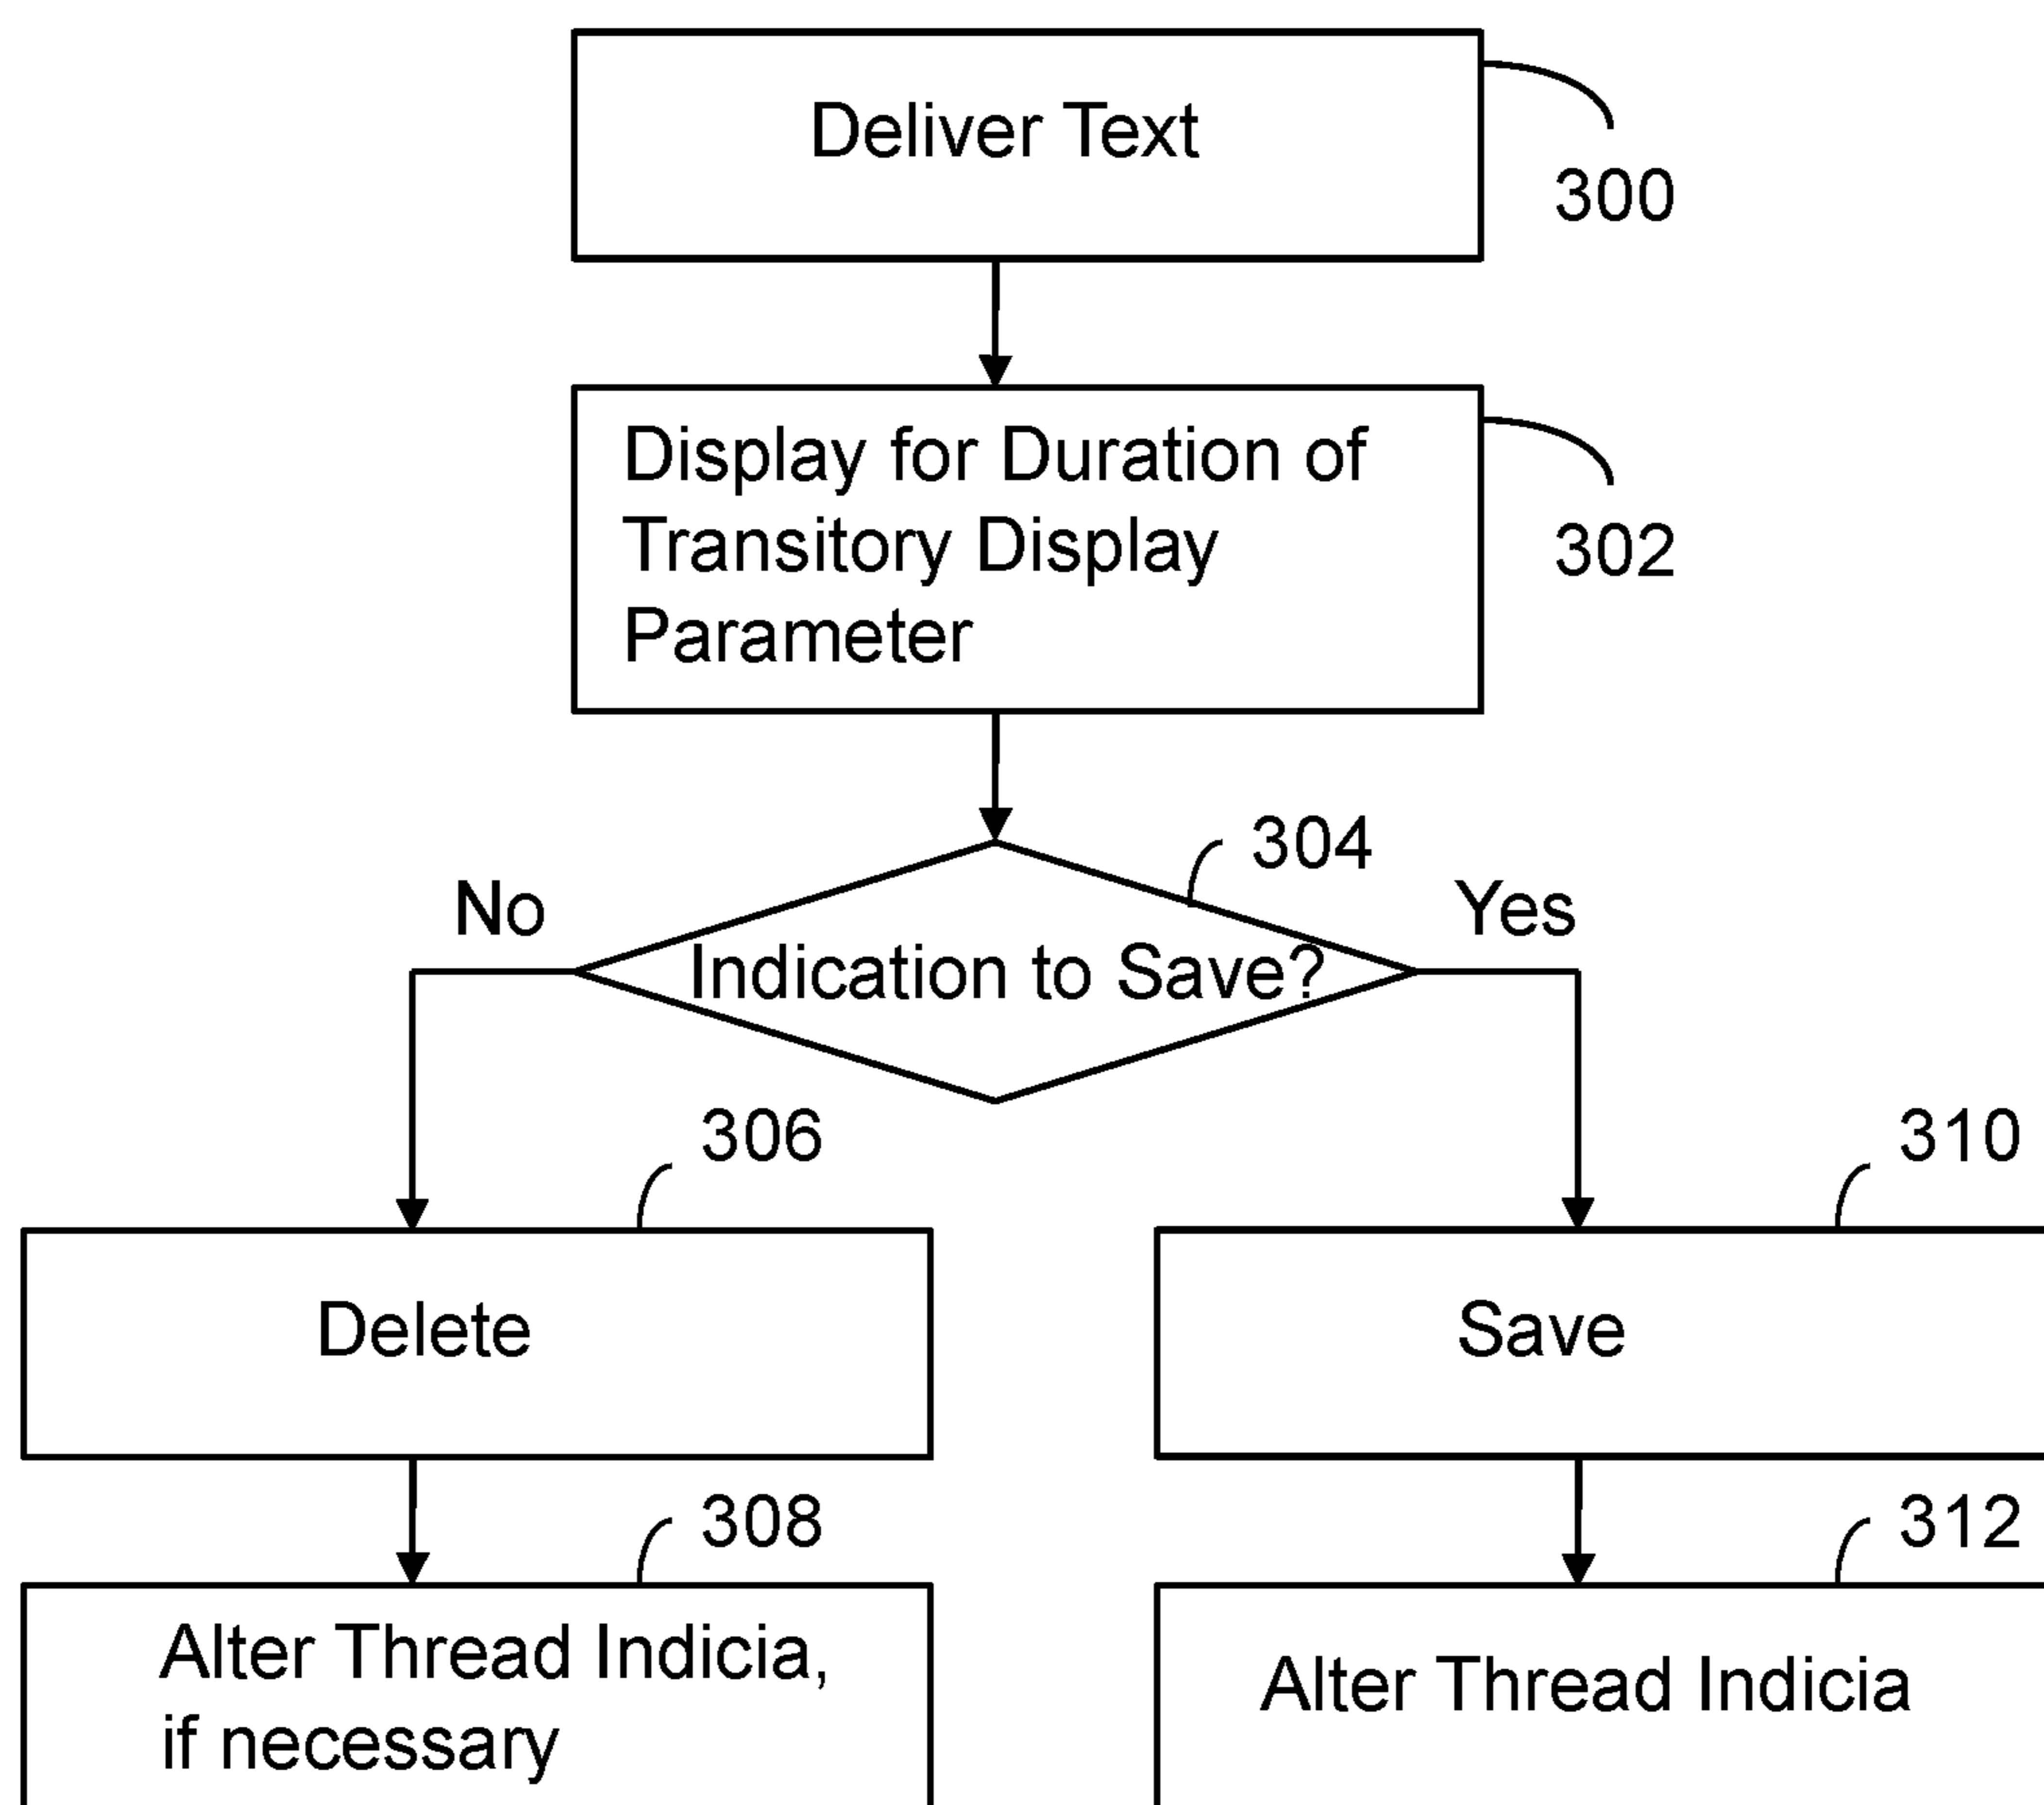 Deliver Text
300
Display for Duration of
Transitory Display
Parameter
302
304
No
Yes
Indication to Save?
306
310
Delete
Save
308
312
Alter Thread Indicia,
if necessary
Alter Thread Indicia